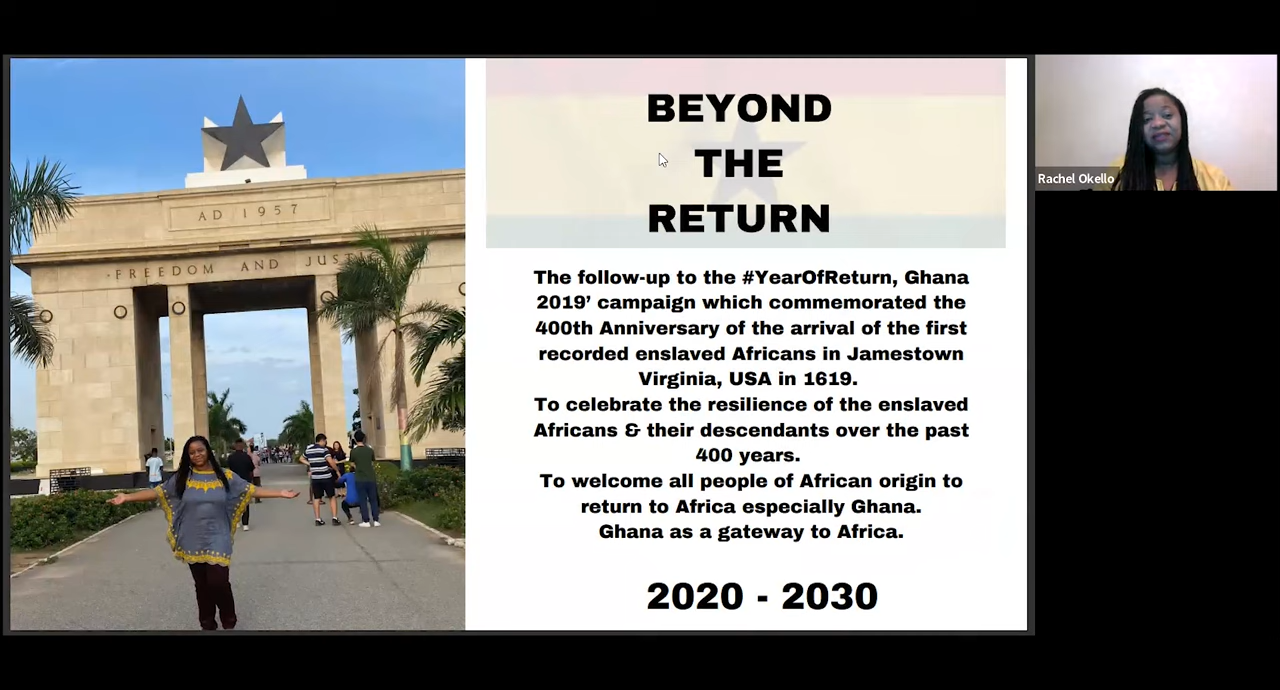 AD 1957
FREEDOM AND JUST
BEYOND
THE
RETURN
The follow-up to the #YearOfReturn, Ghana
2019’ campaign which commemorated the
400th Anniversary of the arrival of the first
recorded enslaved Africans in Jamestown
Virginia, USA in 1619.
To celebrate the resilience of the enslaved
Africans & their descendants over the past
400 years.
To welcome all people of African origin to
return to Africa especially Ghana.
Ghana as a gateway to Africa.
2020 - 2030
Rachel Okello